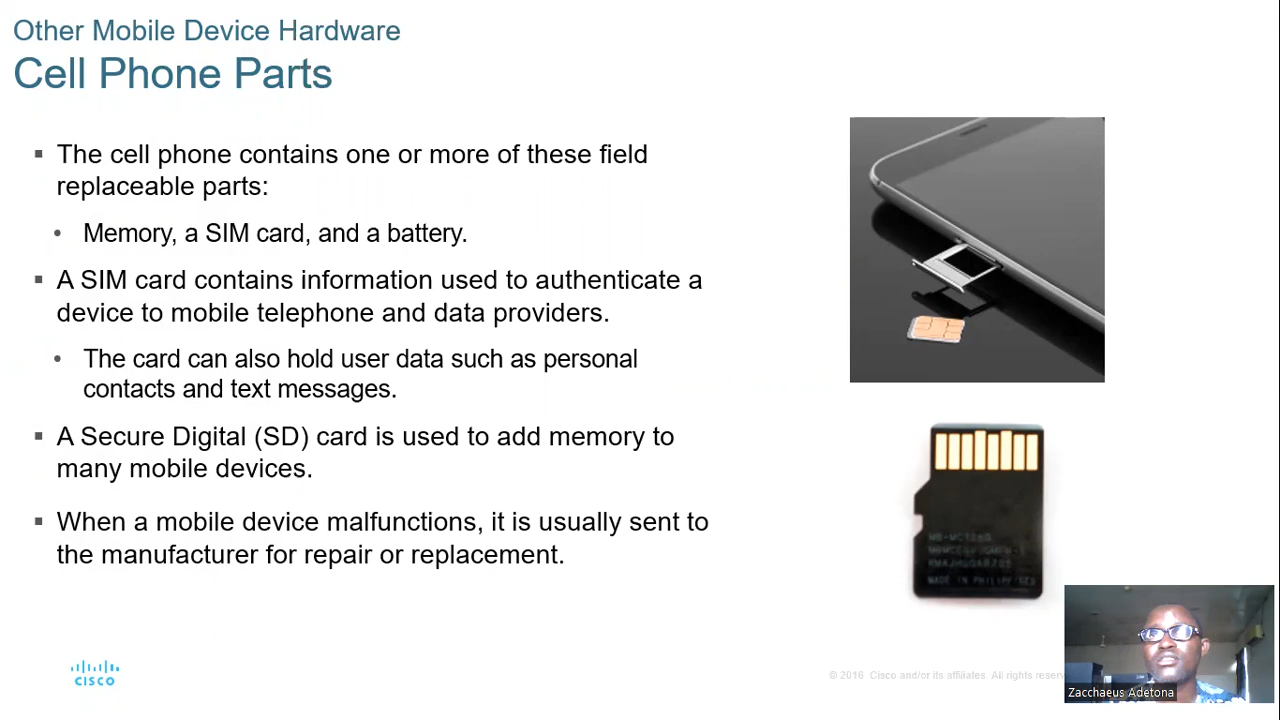 Other Mobile Device Hardware
Cell Phone Parts
The cell phone contains one or more of these field
replaceable parts:
Memory, a SIM card, and a battery.
A SIM card contains information used to authenticate a
device to mobile telephone and data providers.
The card can also hold user data such as personal
contacts and text messages.
A Secure Digital (SD) card is used to add memory to
many mobile devices.
When a mobile device malfunctions, it is usually sent to
the manufacturer for repair or replacement.
MADE IN PHILIPPINES
CISCO
© 2016 Cisco and/or its affiliates. All rights reserv
Zacchaeus Adetona